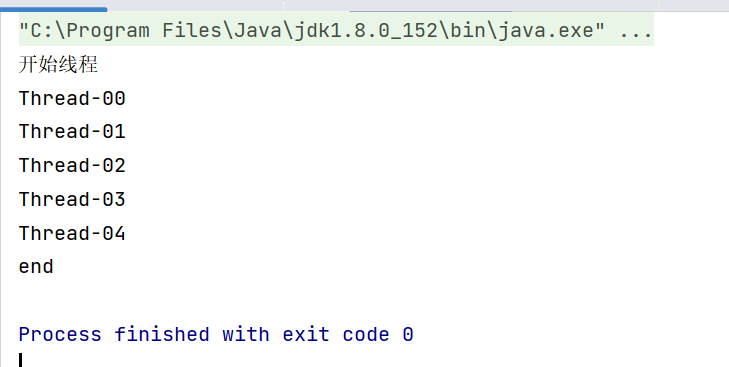 "C:\Program Files\Java\jdk1.8.0_152\bin\java.exe" ...
开始线程
Thread-00
Thread-01
Thread-02
Thread-03
Thread-04
end
Process finished with exit code 0